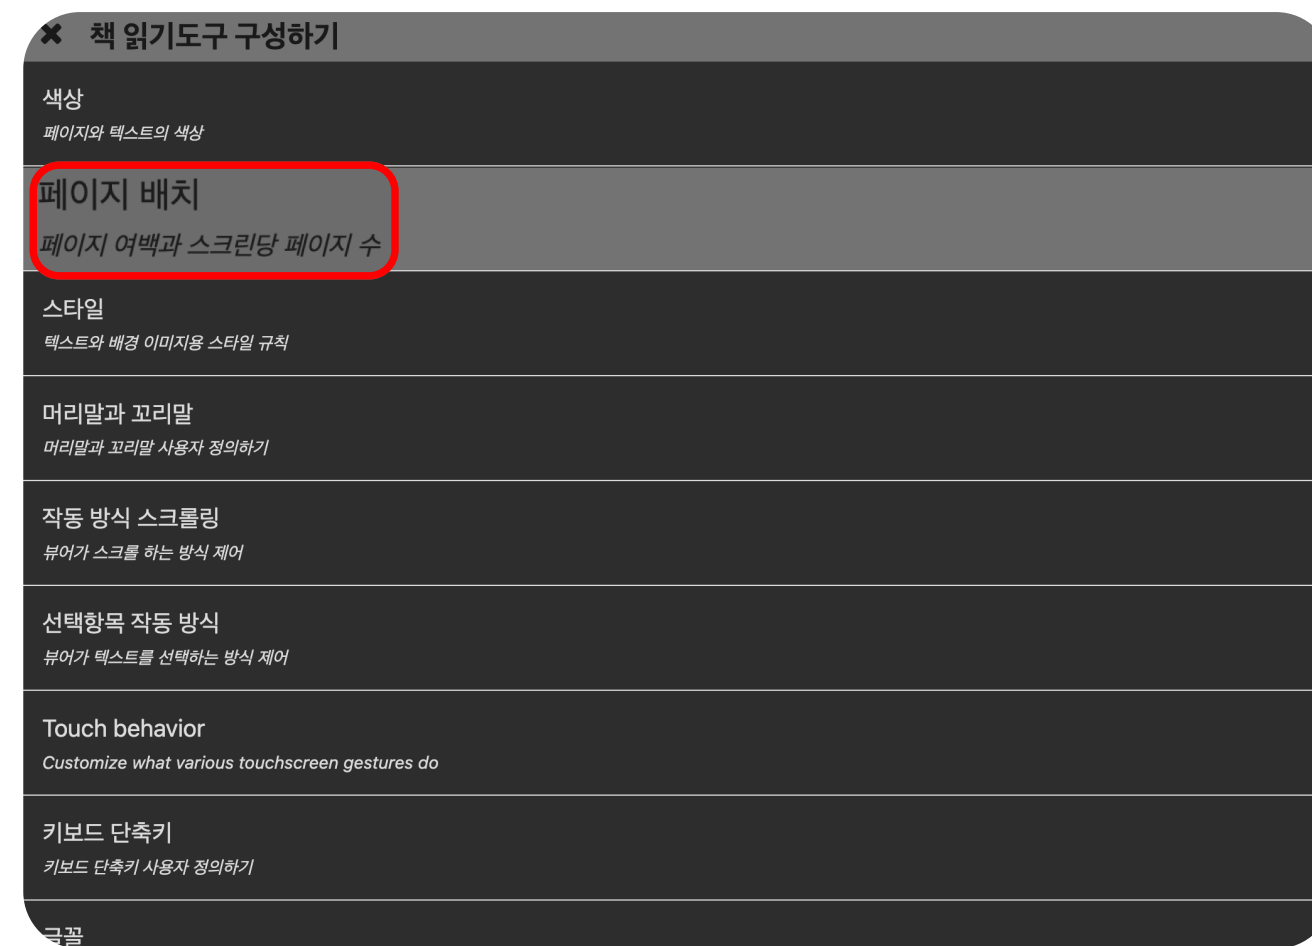 ✖ 책 읽기도구 구성하기
색상
페이지와 텍스트의 색상
페이지 배치
페이지 여백과 스크린당 페이지 수
스타일
텍스트와 배경 이미지용 스타일 규칙
머리말과 꼬리말
머리말과 꼬리말 사용자 정의하기
작동 방식 스크롤링
뷰어가 스크롤 하는 방식 제어
선택항목 작동 방식
뷰어가 텍스트를 선택하는 방식 제어
Touch behavior
Customize what various touchscreen gestures do
키보드 단축키
키보드 단축키 사용자 정의하기
글꼴